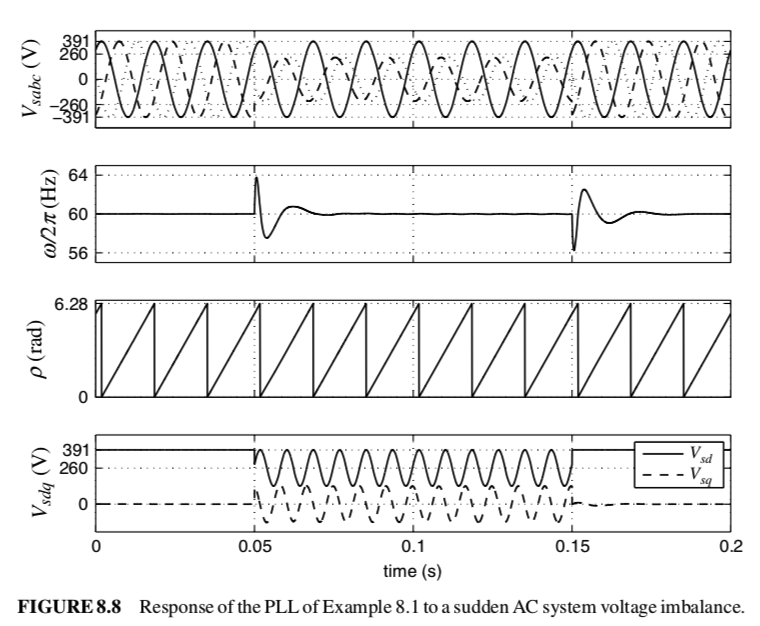 391
260
0
−260
−391
V_sabc (V)
64
60
56
ω/2π (Hz)
6.28
0
ρ (rad)
391
260
0
V_sdq (V)
V_sd
V_sq
0 0.05 0.1 0.15 0.2
time (s)
FIGURE 8.8 Response of the PLL of Example 8.1 to a sudden AC system voltage imbalance.